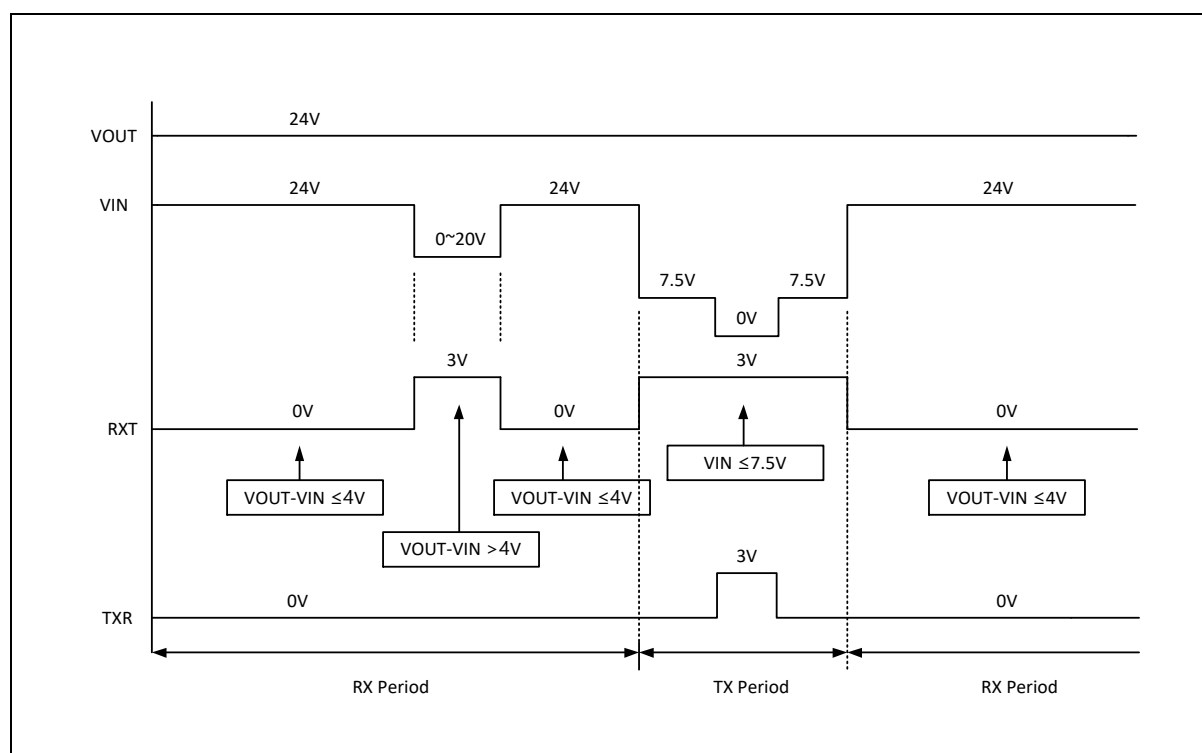 24V
VOUT
24V
24V
24V
VIN
0~20V
7.5V
7.5V
0V
3V
3V
0V
0V
0V
RXT
VIN ≤7.5V
VOUT-VIN ≤4V
VOUT-VIN ≤4V
VOUT-VIN ≤4V
VOUT-VIN >4V
3V
0V
0V
TXR
RX Period
TX Period
RX Period